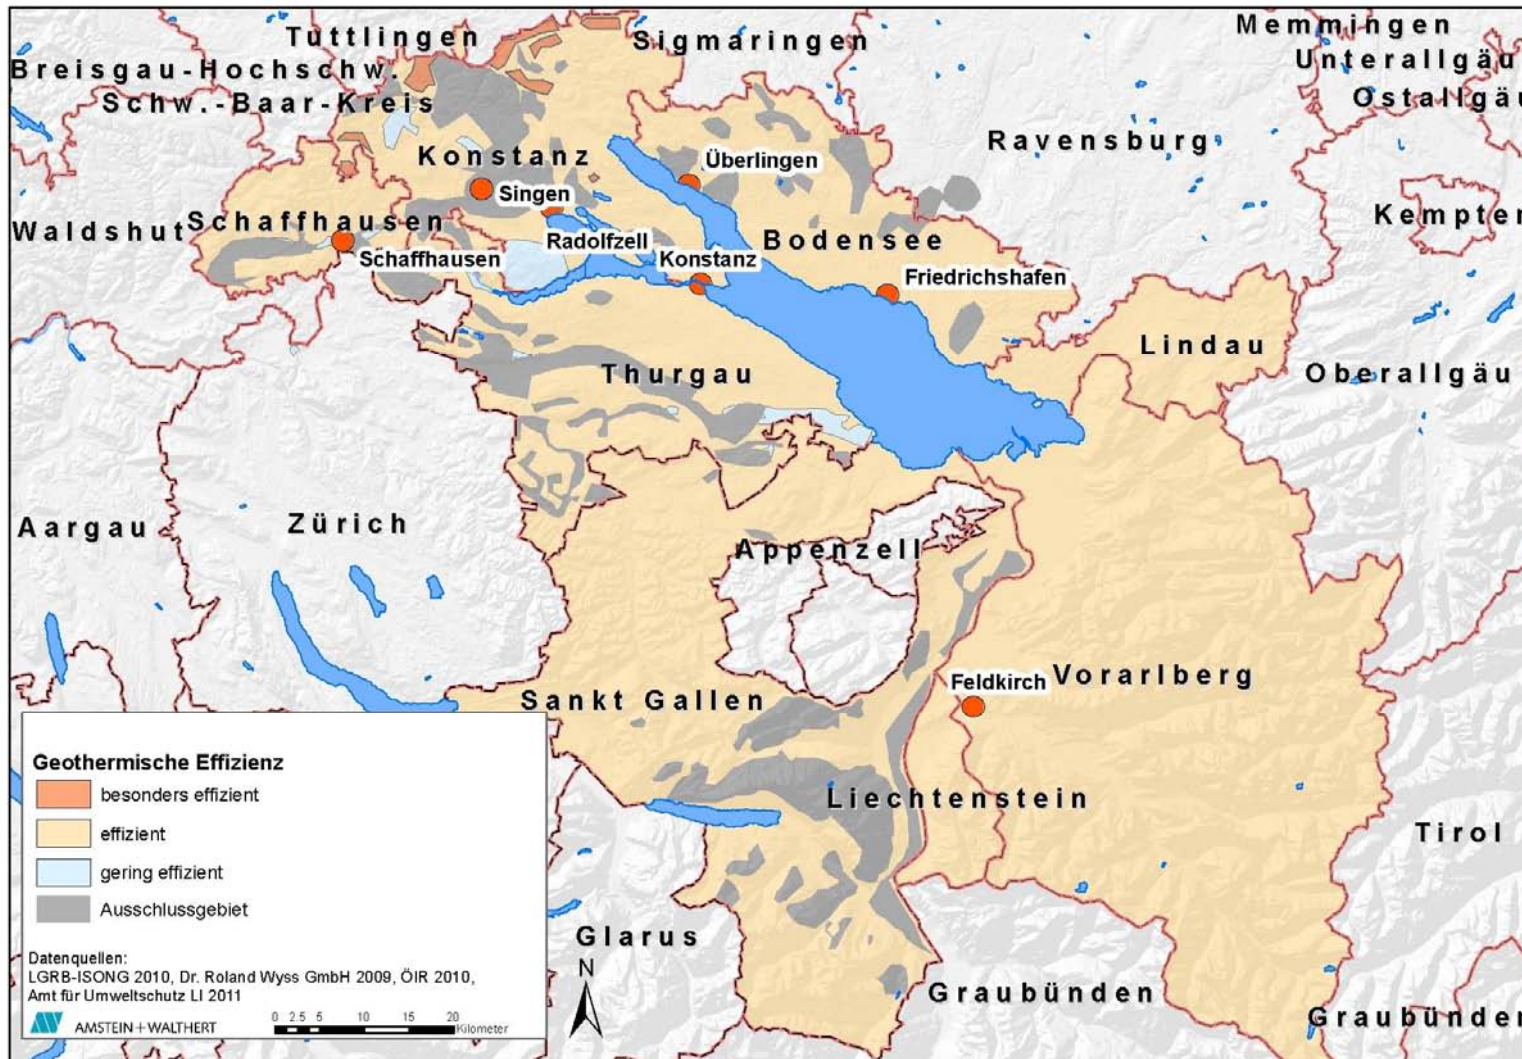 Tuttlingen
Sigmaringen
Memmingen
Breisgau-Hochschw.
Unterallgäu
Schw.-Baar-Kreis
Ostallgäu
Ravensburg
Konstanz
Überlingen
Singen
Waldshut
Schaffhausen
Kempten
Radolfzell
Bodensee
Schaffhausen
Konstanz
Friedrichshafen
Lindau
Thurgau
Oberallgäu
Aargau
Zürich
Appenzell
Feldkirch
Vorarlberg
Sankt Gallen
Liechtenstein
Tirol
Glarus
Graubünden
Graubünden
Geothermische Effizienz
besonders effizient
effizient
gering effizient
Ausschlussgebiet
Datenquellen:
LGRB-ISONG 2010, Dr. Roland Wyss GmbH 2009, ÖIR 2010,
Amt für Umweltschutz LI 2011
AMSTEIN+WALTHERT
0 2.5 5 10 15 20
Kilometer
N